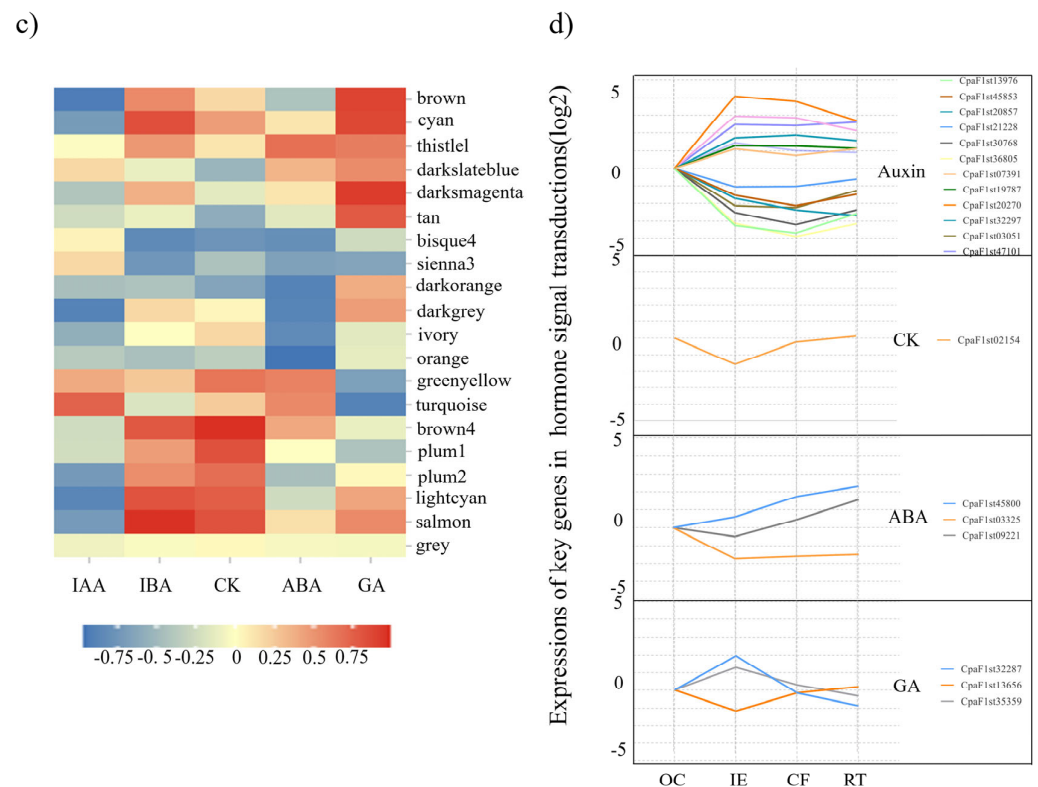 c)
brown
cyan
thistlel
darkslateblue
darksmagenta
tan
bisque4
sienna3
darkorange
darkgrey
ivory
orange
greenyellow
turquoise
brown4
plum1
plum2
lightcyan
salmon
grey
IAA IBA CK ABA GA
-0.75 -0. 5 -0.25 0 0.25 0.5 0.75
d)
Expressions of key genes in hormone signal transductions(log2)
5
0
-5
Auxin
CpaF1st13976
CpaF1st45853
CpaF1st20857
CpaF1st21228
CpaF1st30768
CpaF1st36805
CpaF1st07391
CpaF1st19787
CpaF1st20270
CpaF1st32297
CpaF1st03051
CpaF1st47101
5
0
-5
CK
CpaF1st02154
5
0
-5
ABA
CpaF1st45800
CpaF1st03325
CpaF1st09221
5
0
-5
GA
CpaF1st32287
CpaF1st13656
CpaF1st35359
OC IE CF RT